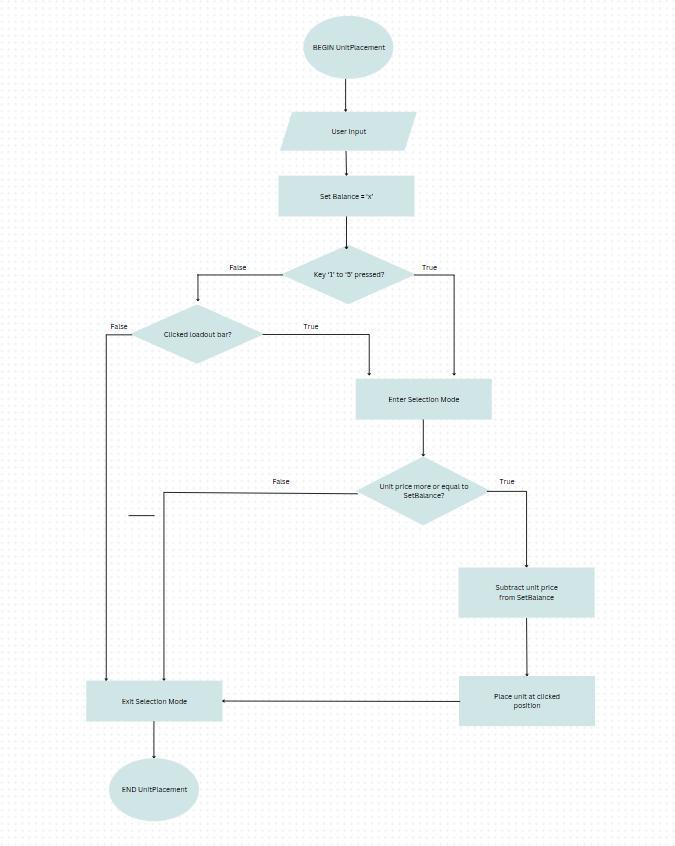 BEGIN UnitPlacement
User Input
Set Balance = 'x'
Key '1' to '5' pressed?
False
True
Clicked loadout bar?
False
True
Enter Selection Mode
Unit price more or equal to
SetBalance?
False
True
Subtract unit price
from SetBalance
Place unit at clicked
position
Exit Selection Mode
END UnitPlacement